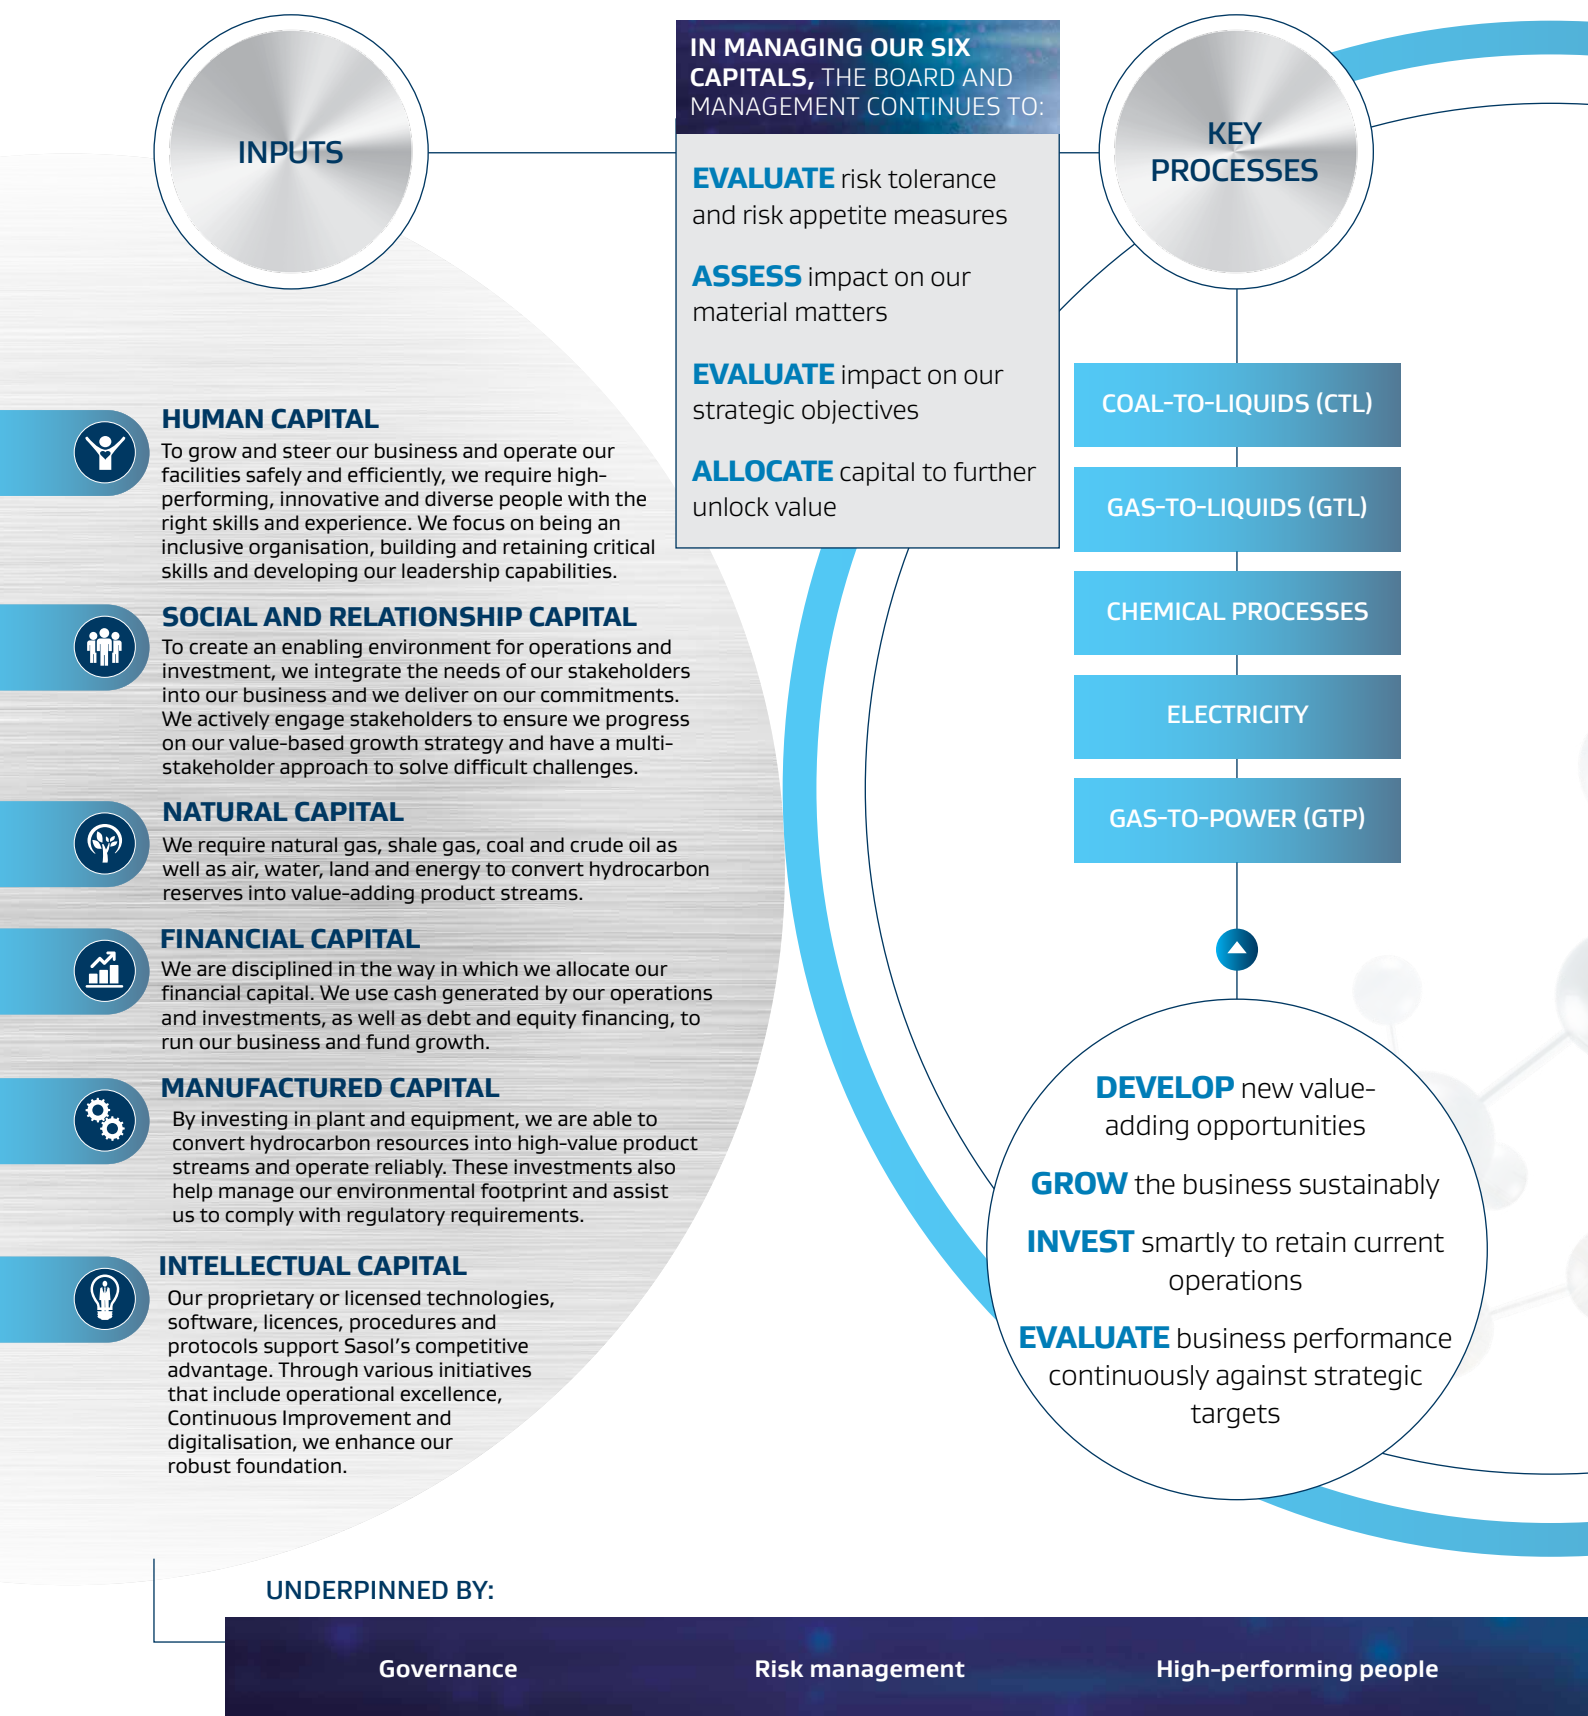 INPUTS
IN MANAGING OUR SIX
CAPITALS, THE BOARD AND
MANAGEMENT CONTINUES TO:
EVALUATE risk tolerance
and risk appetite measures
ASSESS impact on our
material matters
EVALUATE impact on our
strategic objectives
ALLOCATE capital to further
unlock value
KEY
PROCESSES
COAL-TO-LIQUIDS (CTL)
GAS-TO-LIQUIDS (GTL)
CHEMICAL PROCESSES
ELECTRICITY
GAS-TO-POWER (GTP)
DEVELOP new value-
adding opportunities
GROW the business sustainably
INVEST smartly to retain current
operations
EVALUATE business performance
continuously against strategic
targets
HUMAN CAPITAL
To grow and steer our business and operate our
facilities safely and efficiently, we require high-
performing, innovative and diverse people with the
right skills and experience. We focus on being an
inclusive organisation, building and retaining critical
skills and developing our leadership capabilities.
SOCIAL AND RELATIONSHIP CAPITAL
To create an enabling environment for operations and
investment, we integrate the needs of our stakeholders
into our business and we deliver on our commitments.
We actively engage stakeholders to ensure we progress
on our value-based growth strategy and have a multi-
stakeholder approach to solve difficult challenges.
NATURAL CAPITAL
We require natural gas, shale gas, coal and crude oil as
well as air, water, land and energy to convert hydrocarbon
reserves into value-adding product streams.
FINANCIAL CAPITAL
We are disciplined in the way in which we allocate our
financial capital. We use cash generated by our operations
and investments, as well as debt and equity financing, to
run our business and fund growth.
MANUFACTURED CAPITAL
By investing in plant and equipment, we are able to
convert hydrocarbon resources into high-value product
streams and operate reliably. These investments also
help manage our environmental footprint and assist
us to comply with regulatory requirements.
INTELLECTUAL CAPITAL
Our proprietary or licensed technologies,
software, licences, procedures and
protocols support Sasol's competitive
advantage. Through various initiatives
that include operational excellence,
Continuous Improvement and
digitalisation, we enhance our
robust foundation.
UNDERPINNED BY:
Governance
Risk management
High-performing people